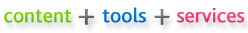 content + tools + services